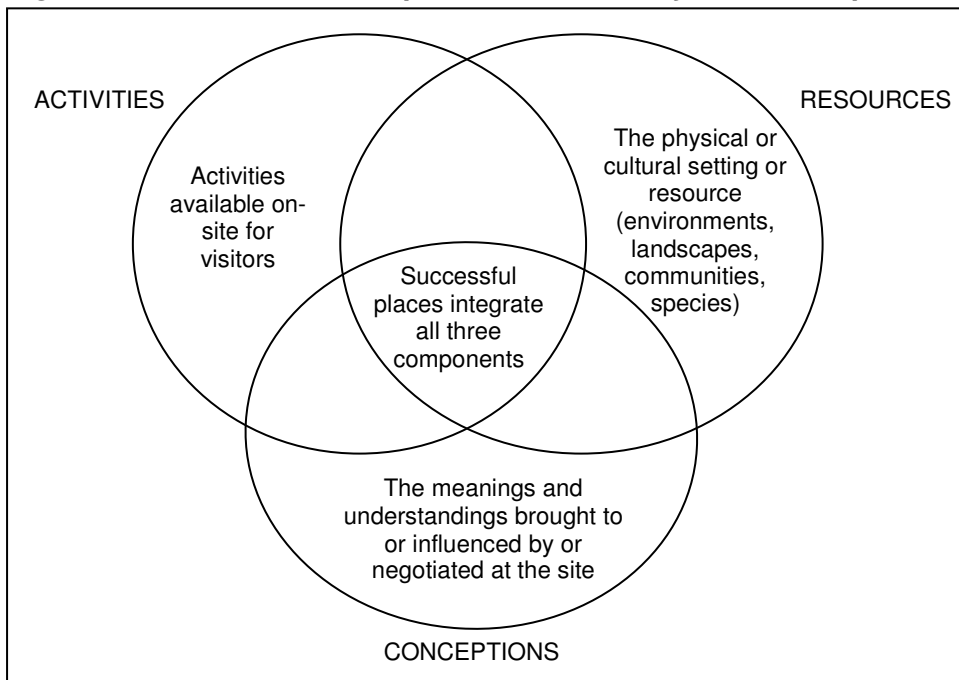 ACTIVITIES
RESOURCES
Activities
available on-
site for
visitors
The physical or
cultural setting or
resource
(environments,
landscapes,
communities,
species)
Successful
places integrate
all three
components
The meanings and
understandings brought to
or influenced by or
negotiated at the site
CONCEPTIONS